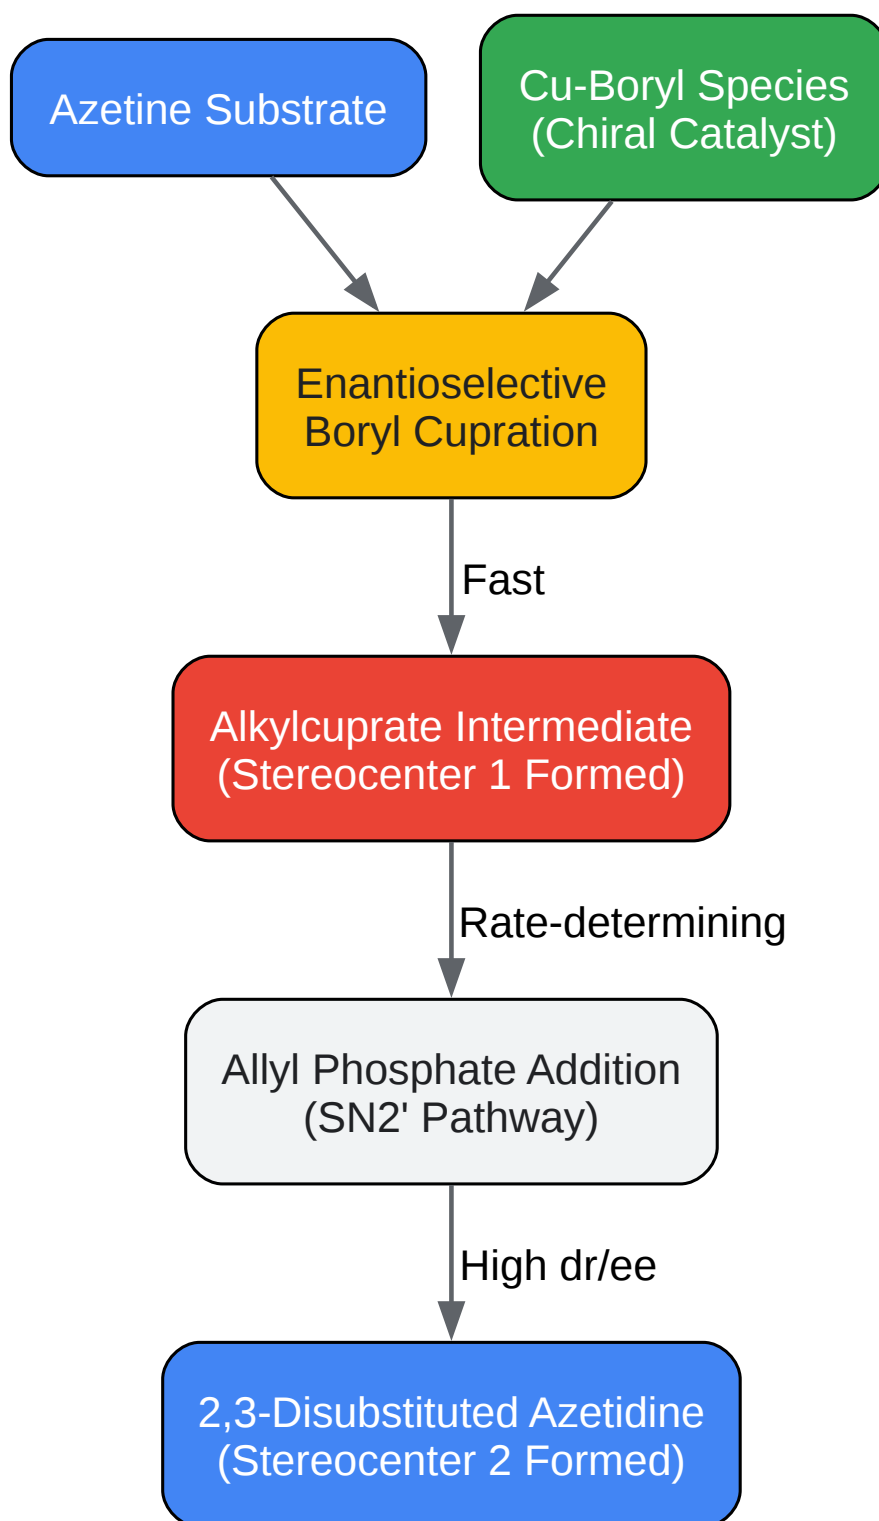 Azetine Substrate
Cu-Boryl Species
(Chiral Catalyst)
Enantioselective
Boryl Cupration
Fast
Alkylcuprate Intermediate
(Stereocenter 1 Formed)
Rate-determining
Allyl Phosphate Addition
(SN2' Pathway)
High dr/ee
2,3-Disubstituted Azetidine
(Stereocenter 2 Formed)